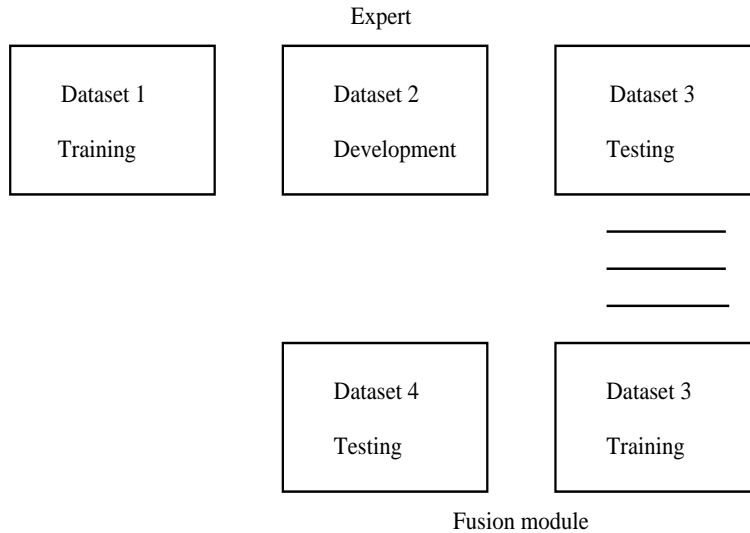 Expert
Dataset 1
Training
Dataset 2
Development
Dataset 3
Testing
Dataset 4
Testing
Dataset 3
Training
Fusion module